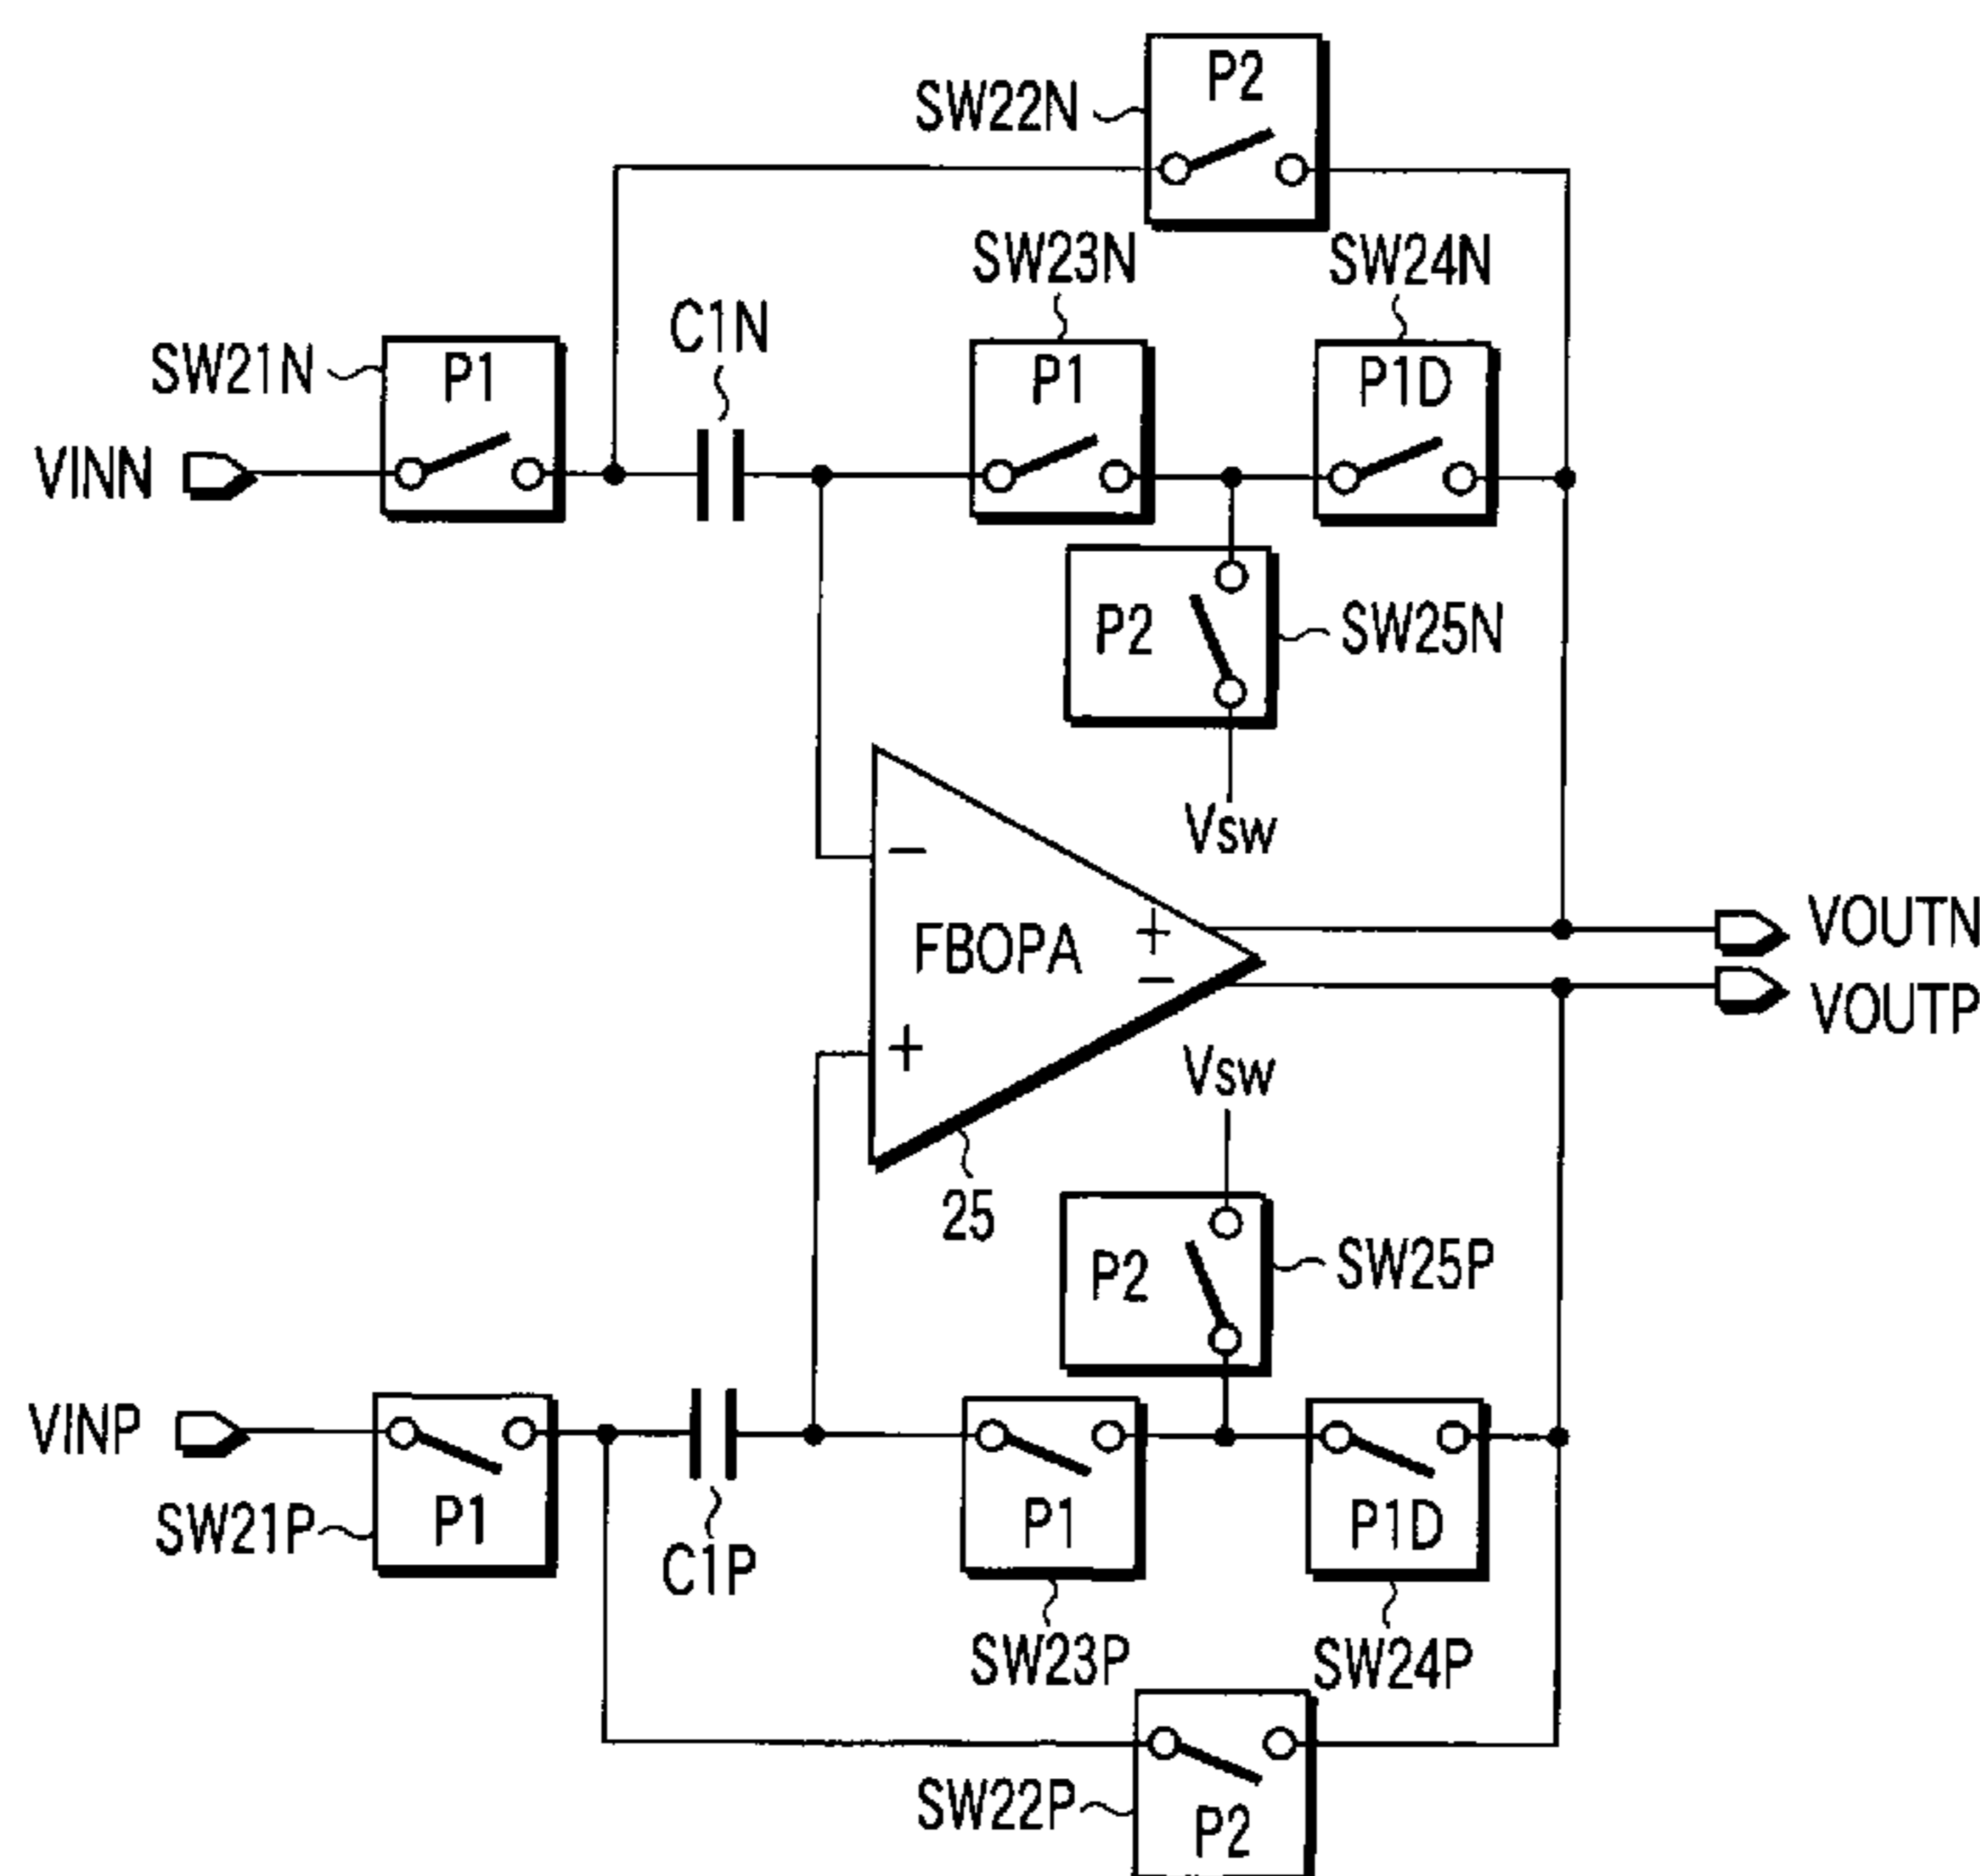 P2
SW22N
SW23N
SW24N
C1N
SW21N
P1
P1
P1D
VINN
P2
SW25N
Vsw
−
FBOPA
+
−
+
VOUTN
VOUTP
Vsw
25
P2
SW25P
VINP
SW21P
P1
C1P
P1
P1D
SW23P
SW24P
SW22P
P2